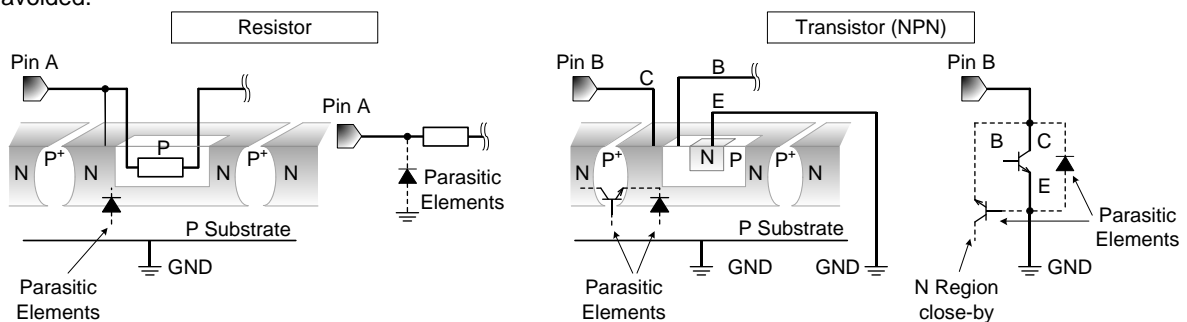 avoided.
Resistor
Transistor (NPN)
Pin A
Pin A
N
P+
N
P
N
P+
N
Parasitic
Elements
P Substrate
GND
Parasitic
Elements
Pin B
C
B
E
N
P+
N
N
P
N
P+
N
P Substrate
GND
GND
Parasitic
Elements
Pin B
B
C
E
Parasitic
Elements
GND
N Region
close-by